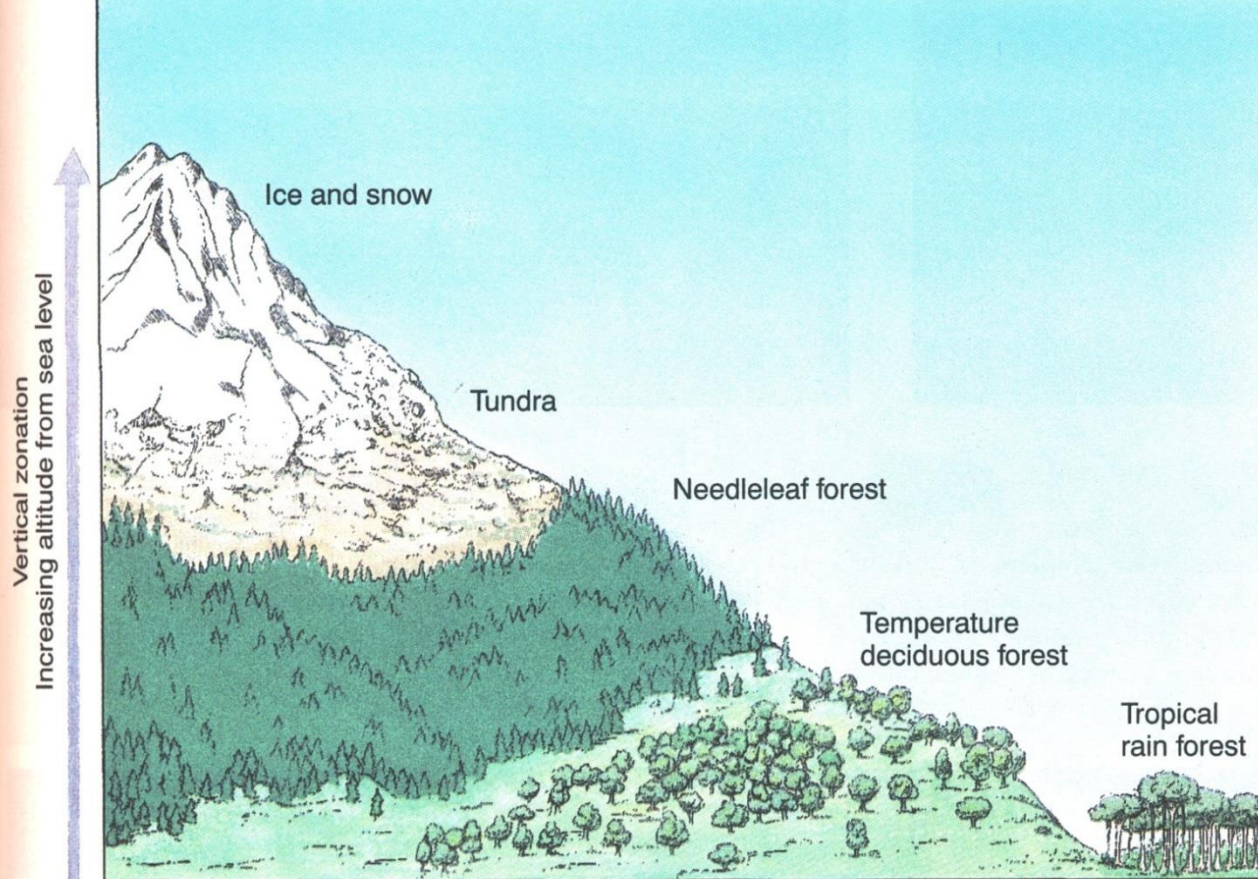 Vertical zonation
Increasing altitude from sea level
Ice and snow
Tundra
Needleleaf forest
Temperature
deciduous forest
Tropical
rain forest